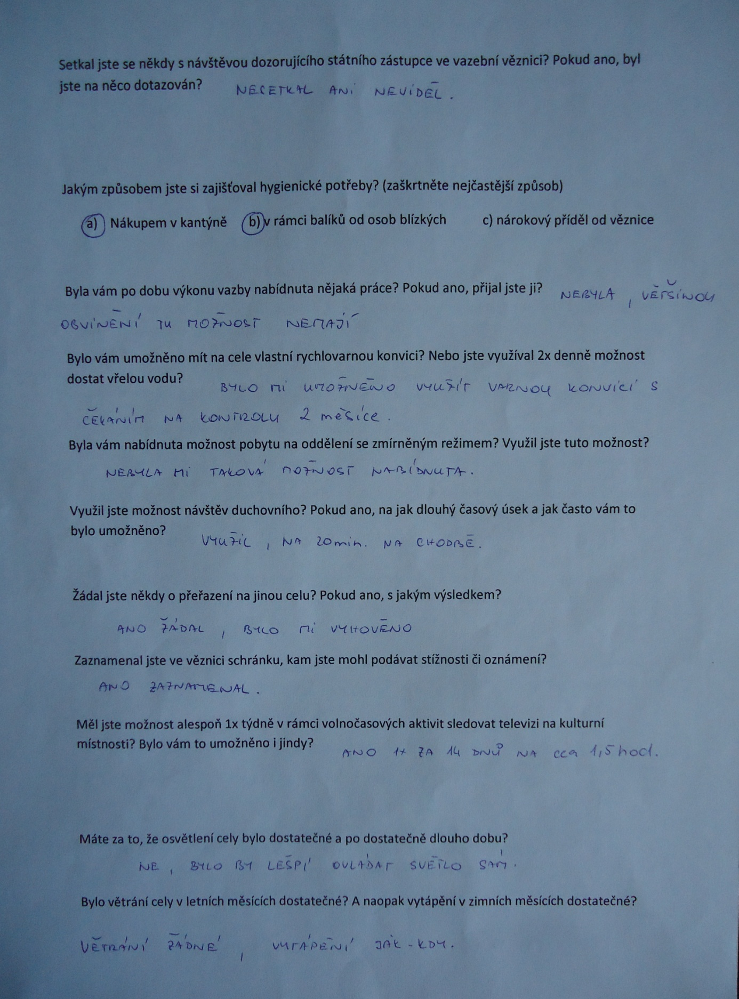 Setkal jste se někdy s návštěvou dozorujícího státního zástupce ve vazební věznici? Pokud ano, byl
jste na něco dotazován? NECETKAL ANI NEVIDĚL.
Jakým způsobem jste si zajišťoval hygienické potřeby? (zaškrtněte nejčastější způsob)
a) Nákupem v kantýně b) v rámci balíků od osob blízkých c) nárokový příděl od věznice
Byla vám po dobu výkonu vazby nabídnuta nějaká práce? Pokud ano, přijal jste ji? NEBYLA, VĚTŠINOU
OBVINĚNÍ TU MOŽNOST NEMAJÍ
Bylo vám umožněno mít na cele vlastní rychlovarnou konvici? Nebo jste využíval 2x denně možnost
dostat vřelou vodu? BYLO MI UMOŽNĚNO VYUŽÍT VARNOU KONVICÍ S
ČEKÁNÍM NA KONTROLU 2 měsíce.
Byla vám nabídnuta možnost pobytu na oddělení se zmírněným režimem? Využil jste tuto možnost?
NEBYLA MI TAKOVÁ MOŽNOST NABÍDNUTA.
Využil jste možnost návštěv duchovního? Pokud ano, na jak dlouhý časový úsek a jak často vám to
bylo umožněno? VYUŽIL, NA 20min. NA CHODBĚ.
Žádal jste někdy o přeřazení na jinou celu? Pokud ano, s jakým výsledkem?
ANO ŽÁDAL, BYLO MI VYHOVĚNO
Zaznamenal jste ve věznici schránku, kam jste mohl podávat stížnosti či oznámení?
ANO ZAZNAMENAL.
Měl jste možnost alespoň 1x týdně v rámci volnočasových aktivit sledovat televizi na kulturní
místnosti? Bylo vám to umožněno i jindy? ANO 1x ZA 14 DNŮ NA cca 1,5 hod.
Máte za to, že osvětlení cely bylo dostatečné a po dostatečně dlouho dobu?
NE, BYLO BY LEŠPÍ OVLÁDAT SVĚTLO SÁM.
Bylo větrání cely v letních měsících dostatečné? A naopak vytápění v zimních měsících dostatečné?
VĚTRÁNÍ ŽÁDNÉ, VYTÁPĚNÍ JAK-KDY.